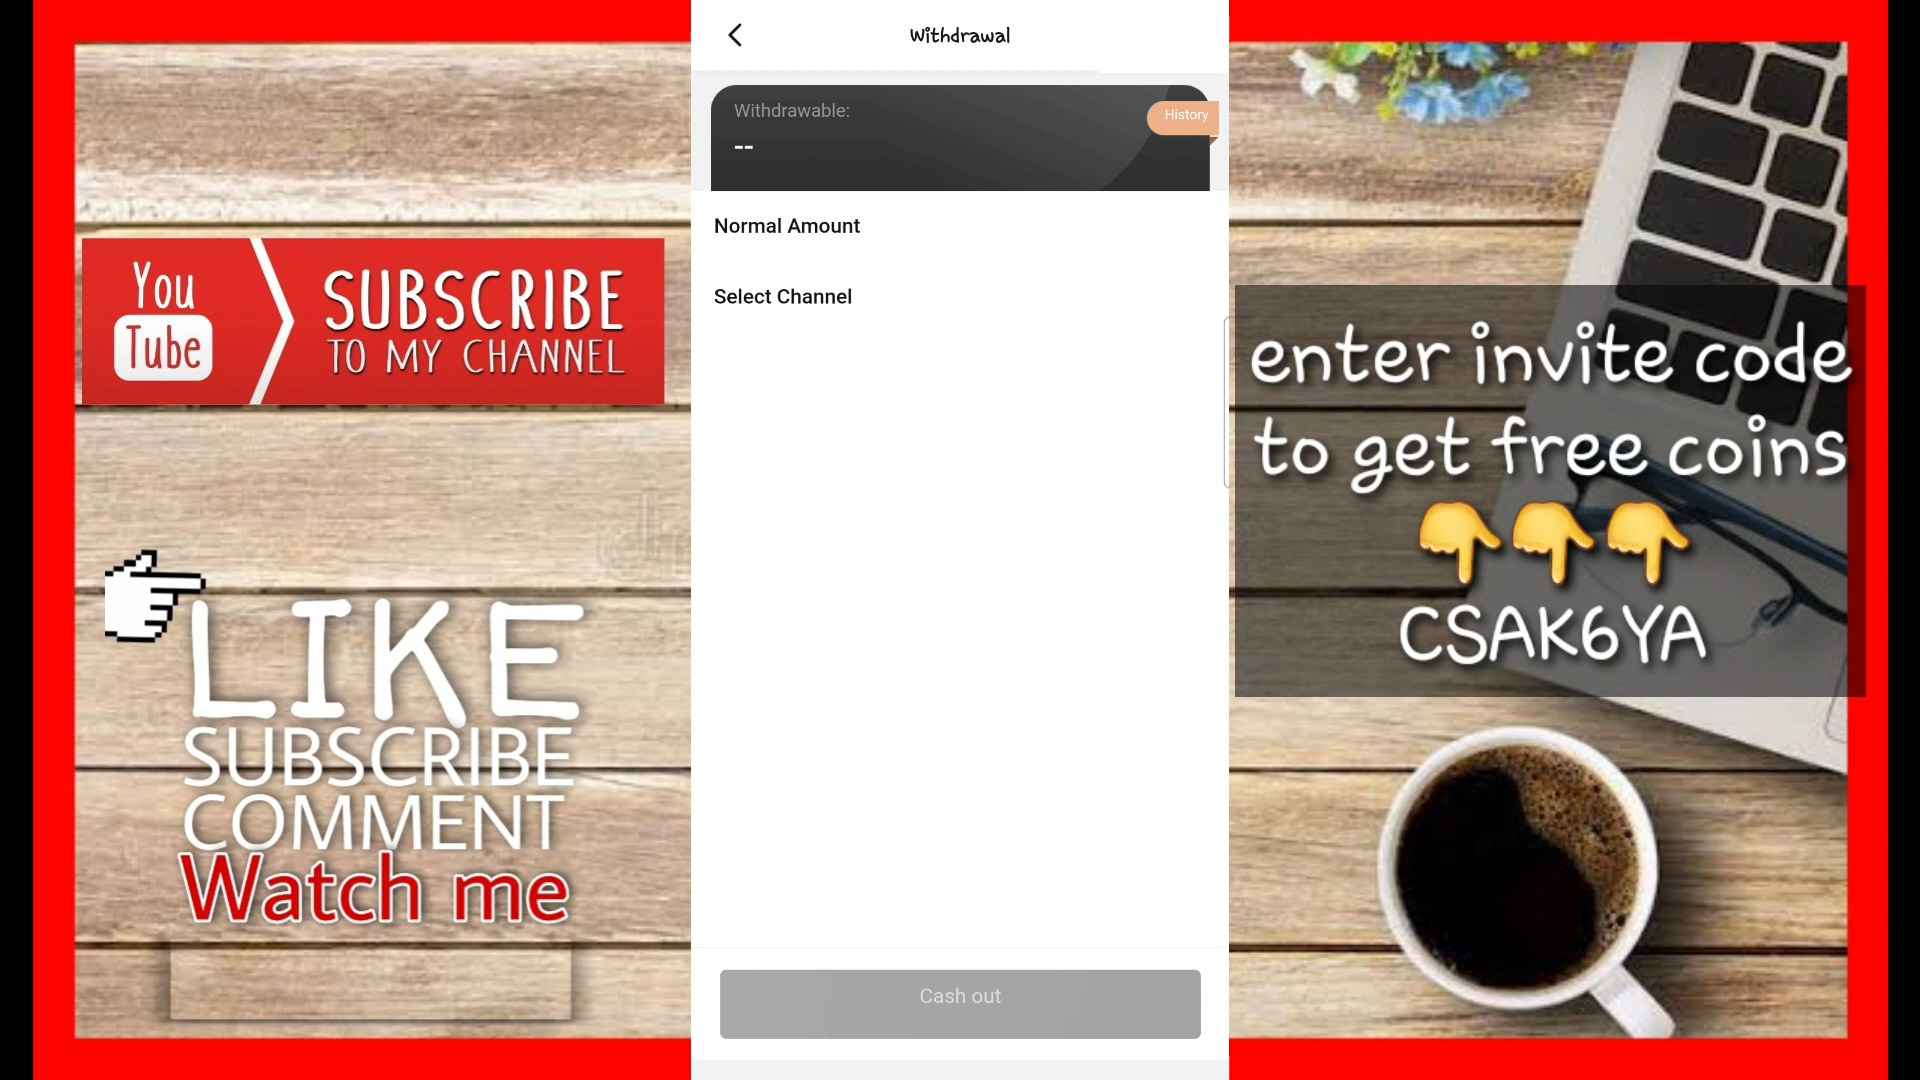 You
Tube
SUBSCRIBE
TO MY CHANNEL
LIKE
SUBSCRIBE
COMMENT
Watch me
Withdrawal
Withdrawable:
--
History
Normal Amount
Select Channel
Cash out
enter invite code
to get free coins
👇👇👇
CSAK6YA